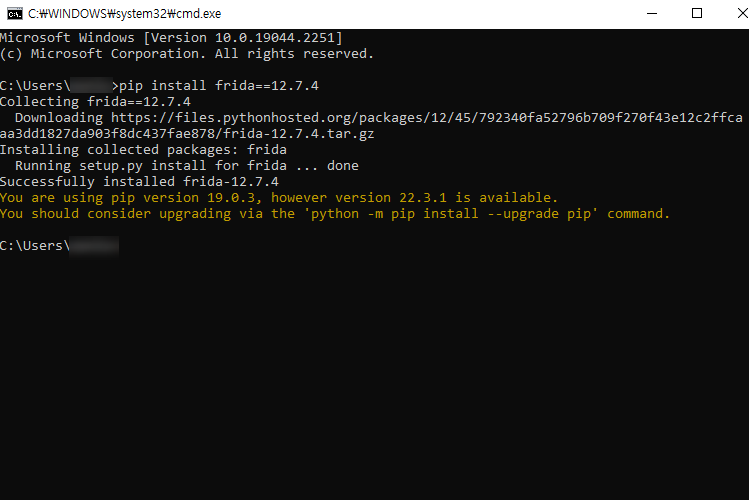 C:₩WINDOWS₩system32₩cmd.exe
Microsoft Windows [Version 10.0.19044.2251]
(c) Microsoft Corporation. All rights reserved.
C:\Users\>pip install frida==12.7.4
Collecting frida==12.7.4
Downloading https://files.pythonhosted.org/packages/12/45/792340fa52796b709f270f43e12c2ffca
aa3dd1827da903f8dc437fae878/frida-12.7.4.tar.gz
Installing collected packages: frida
Running setup.py install for frida ... done
Successfully installed frida-12.7.4
You are using pip version 19.0.3, however version 22.3.1 is available.
You should consider upgrading via the 'python -m pip install --upgrade pip' command.
C:\Users\